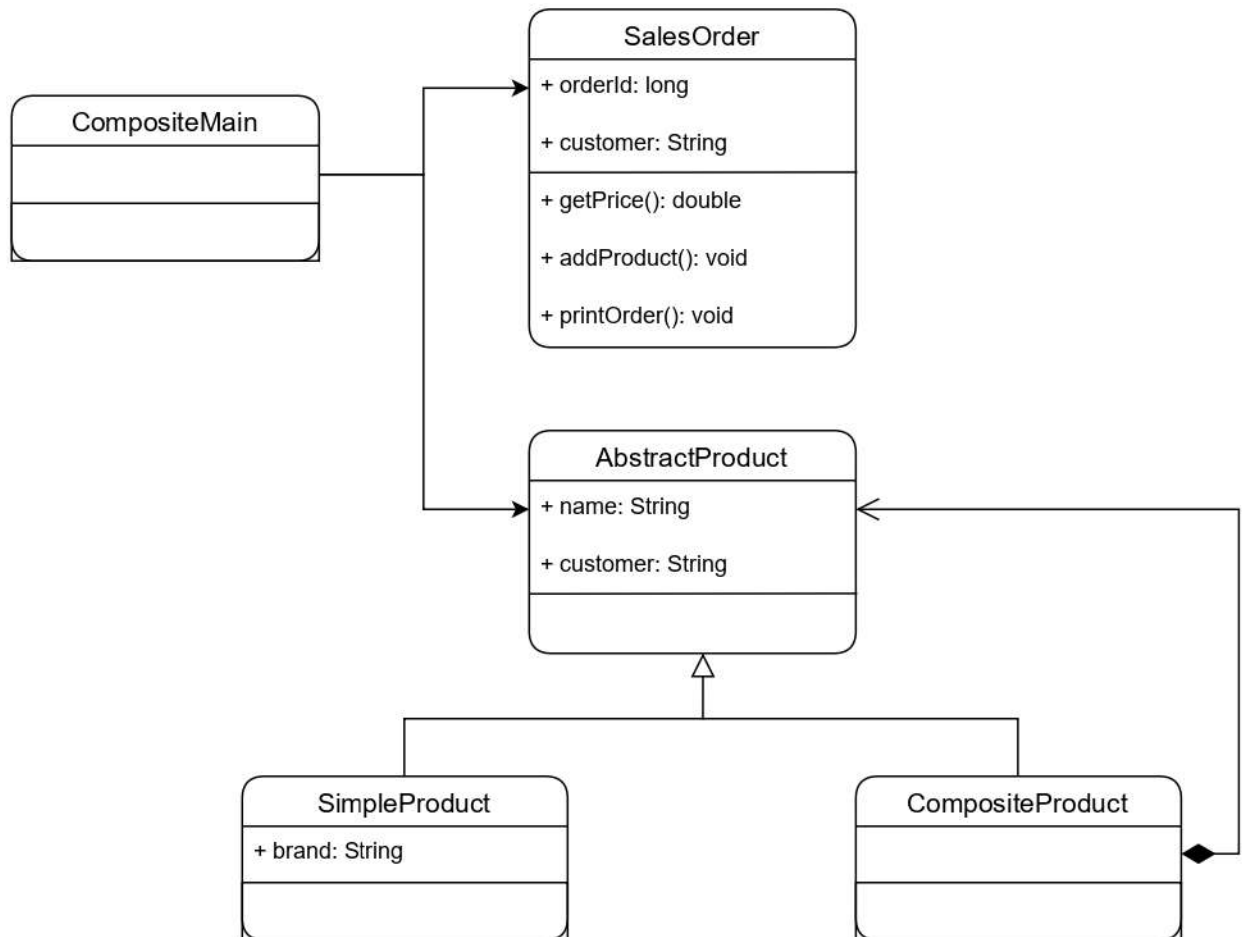 SalesOrder
+ orderId: long
+ customer: String
+ getPrice(): double
+ addProduct(): void
+ printOrder(): void
CompositeMain
AbstractProduct
+ name: String
+ customer: String
SimpleProduct
+ brand: String
CompositeProduct